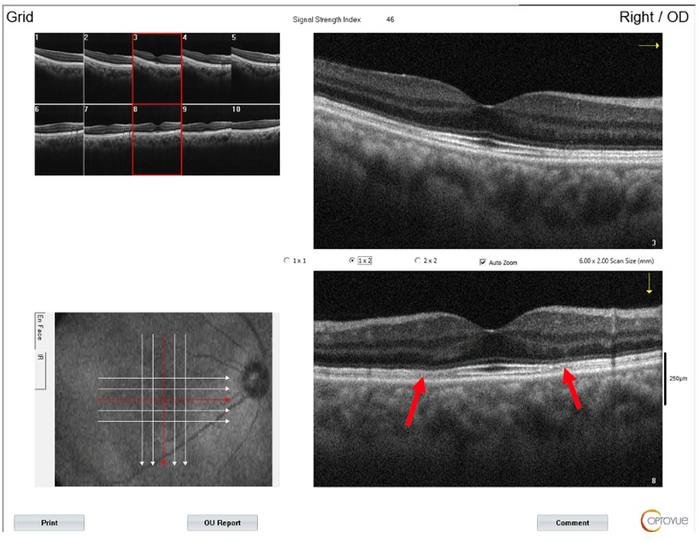 Grid
Signal Strength Index 46
Right / OD
1 2 3 4 5
6 7 8 9 10
3
1 x 1
1 x 2
2 x 2
Auto Zoom
6.00 x 2.00 Scan Size (mm)
En Face
IR
250µm
8
Print
OU Report
Comment
OPTOVUE